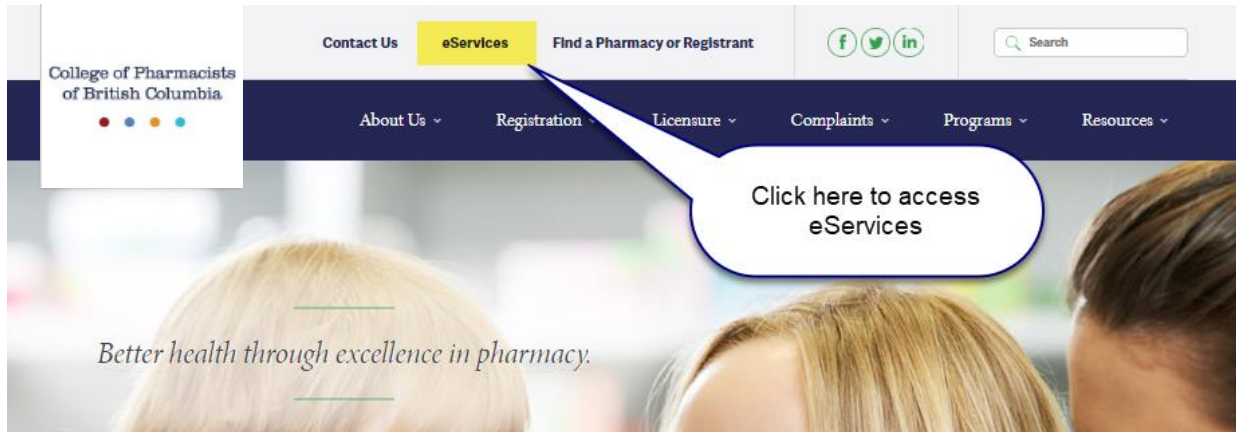 Contact Us eServices Find a Pharmacy or Registrant f in Search
College of Pharmacists
of British Columbia
About Us Registration Licensure Complaints Programs Resources
Click here to access
eServices
Better health through excellence in pharmacy.